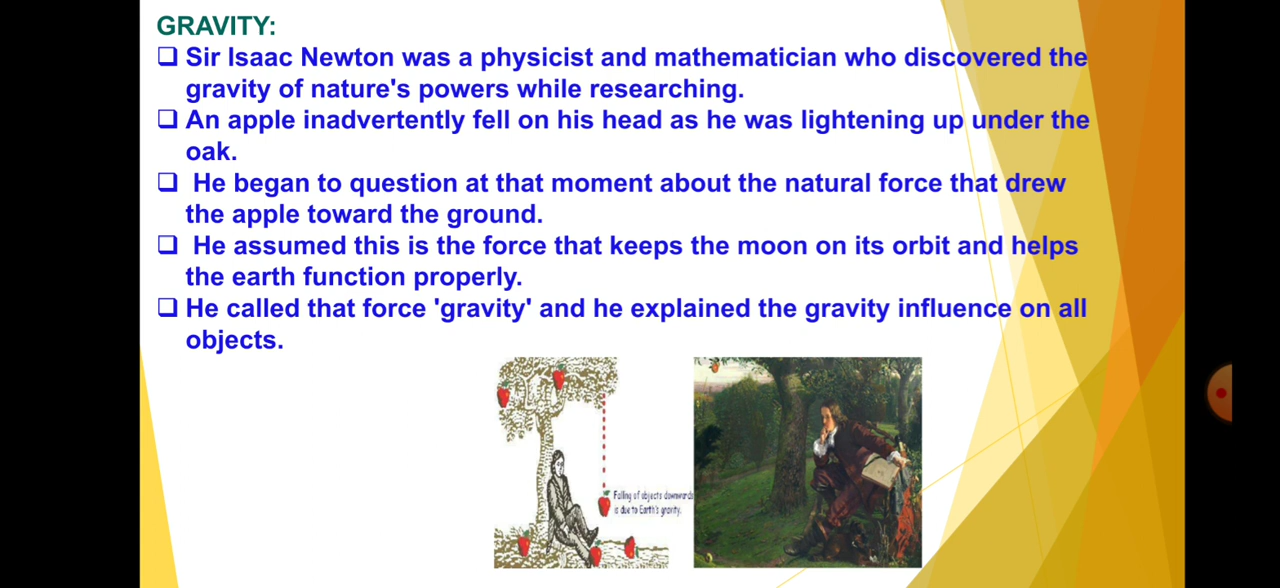 GRAVITY:
❑ Sir Isaac Newton was a physicist and mathematician who discovered the
gravity of nature's powers while researching.
❑ An apple inadvertently fell on his head as he was lightening up under the
oak.
❑ He began to question at that moment about the natural force that drew
the apple toward the ground.
❑ He assumed this is the force that keeps the moon on its orbit and helps
the earth function properly.
❑ He called that force 'gravity' and he explained the gravity influence on all
objects.
Falling of objects downwards
is due to Earth's gravity.